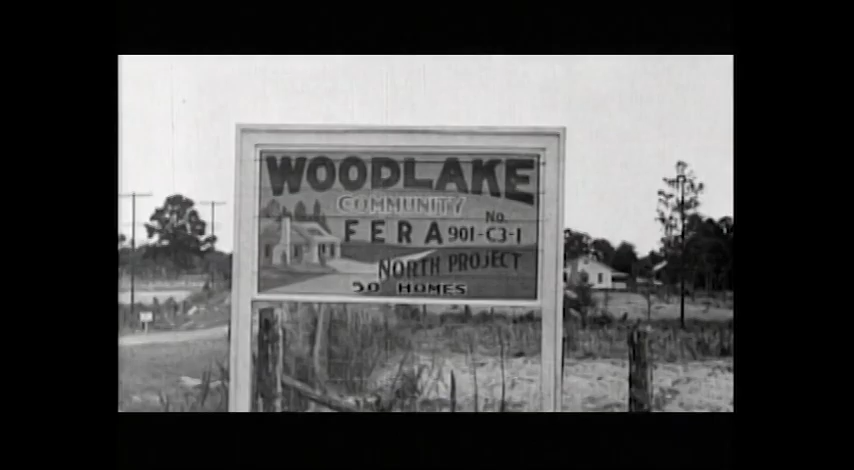 WOODLAKE
COMMUNITY
FERA No. 901-C3-1
NORTH PROJECT
50 HOMES